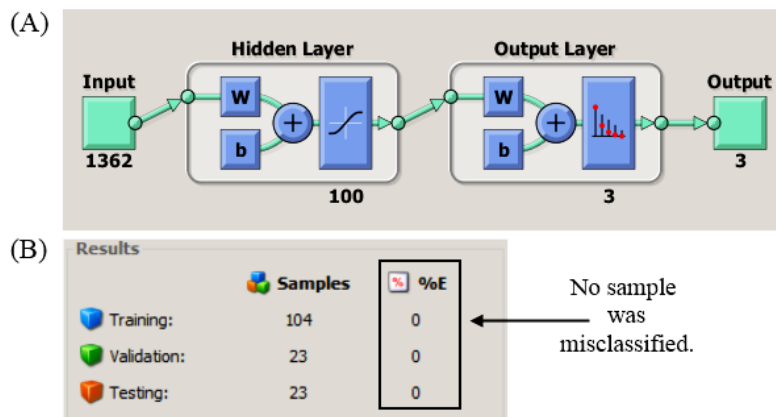 (A)
Hidden Layer
Output Layer
Input
W
b
W
b
Output
1362
100
3
3
(B)
Results
Samples
% %E
Training: 104 0
Validation: 23 0
Testing: 23 0
No sample
was
misclassified.